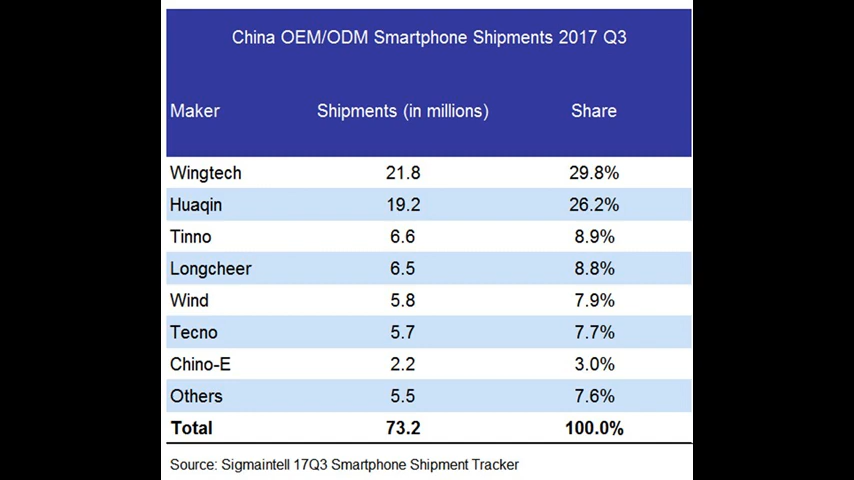 China OEM/ODM Smartphone Shipments 2017 Q3
Maker Shipments (in millions) Share
Wingtech 21.8 29.8%
Huaqin 19.2 26.2%
Tinno 6.6 8.9%
Longcheer 6.5 8.8%
Wind 5.8 7.9%
Tecno 5.7 7.7%
Chino-E 2.2 3.0%
Others 5.5 7.6%
Total 73.2 100.0%
Source: Sigmaintell 17Q3 Smartphone Shipment Tracker